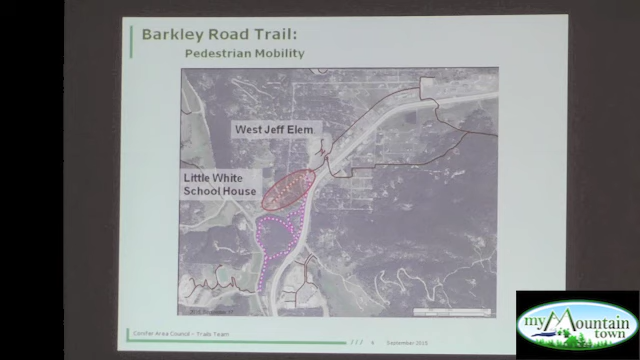 Barkley Road Trail:
Pedestrian Mobility
West Jeff Elem
Little White
School House
Conifer Area Council - Trails Team
September 2015
my Mountain
town